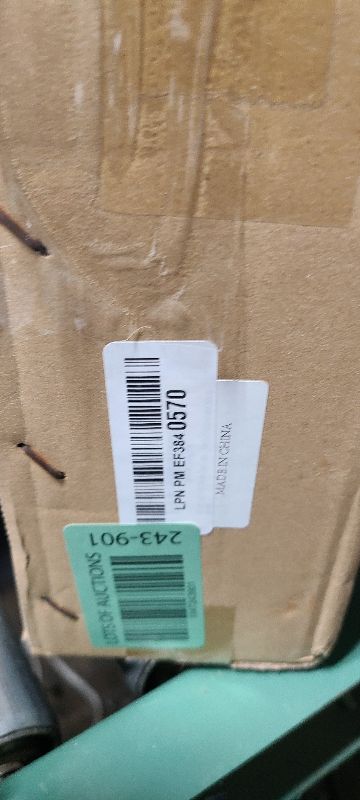 LPN PM EF384 0570
MADE IN CHINA
243-901
LOTS OF AUCTIONS